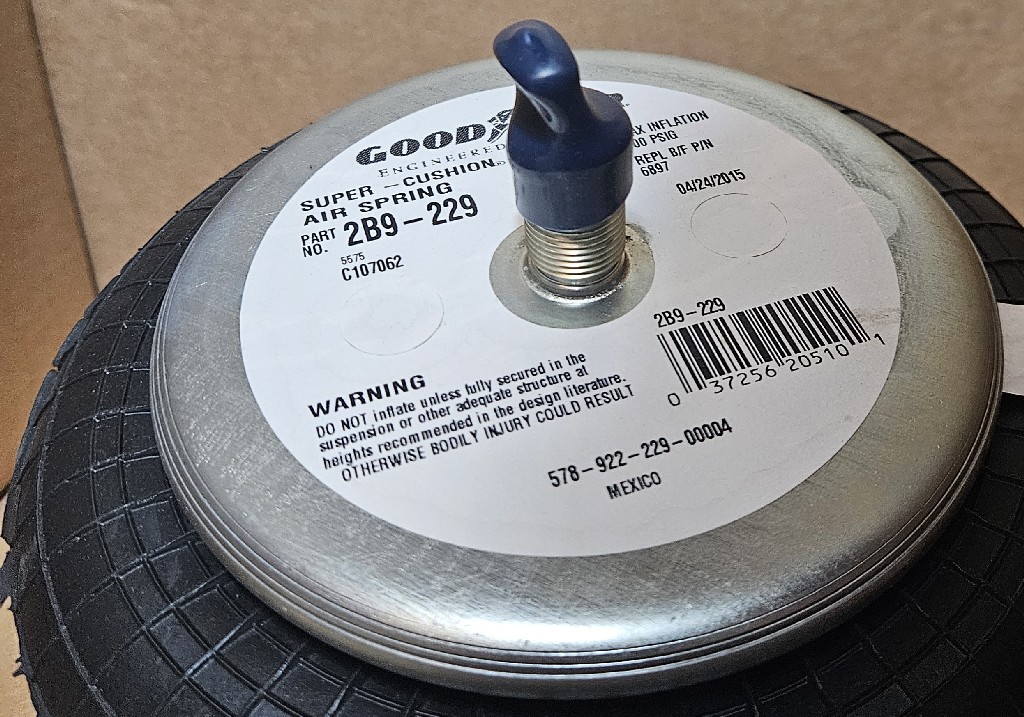 GOOD
ENGINEERED
SUPER - CUSHION
AIR SPRING
PART NO. 2B9-229
5575
C107062
INFLATION
PSIG
REPL B/F P/N
6897
04/24/2015
WARNING
DO NOT inflate unless fully secured in the
suspension or other adequate structure at
heights recommended in the design literature.
OTHERWISE BODILY INJURY COULD RESULT
2B9-229
0 37256 20510 1
578-922-229-00004
MEXICO